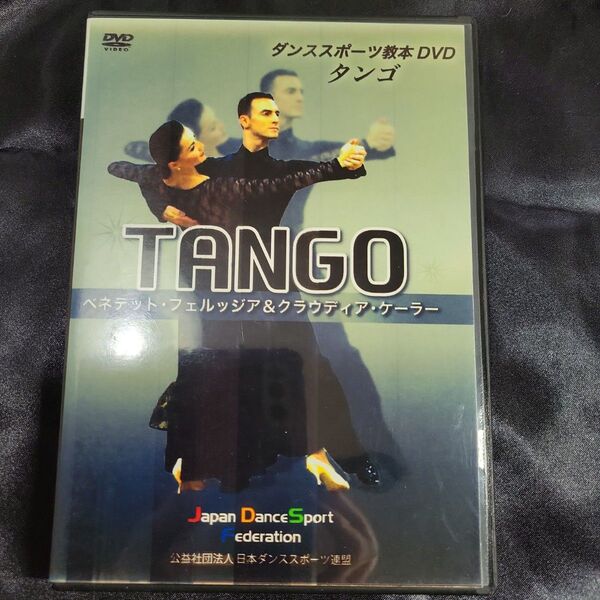 DVD
VIDEO
ダンススポーツ教本 DVD
タンゴ
TANGO
ベネデット・フェルッジア&クラウディア・ケーラー
Japan DanceSport
Federation
公益社団法人 日本ダンススポーツ連盟